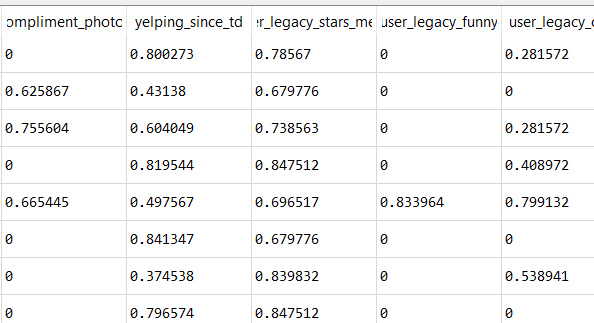 ompliment_photo yelping_since_td er_legacy_stars_me user_legacy_funny user_legacy_
0 0.800273 0.78567 0 0.281572
0.625867 0.43138 0.679776 0 0
0.755604 0.604049 0.738563 0 0.281572
0 0.819544 0.847512 0 0.408972
0.665445 0.497567 0.696517 0.833964 0.799132
0 0.841347 0.679776 0 0
0 0.374538 0.839832 0 0.538941
0 0.796574 0.847512 0 0